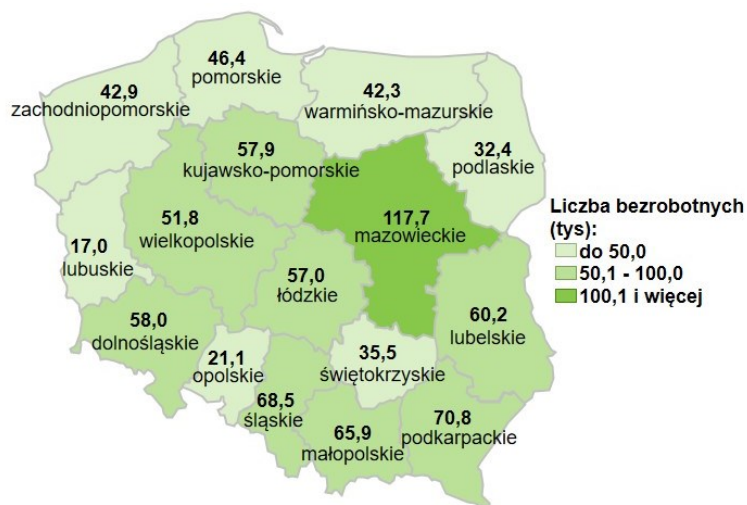 46,4
pomorskie
42,9
zachodniopomorskie
42,3
warmińsko-mazurskie
32,4
podlaskie
57,9
kujawsko-pomorskie
51,8
wielkopolskie
117,7
mazowieckie
17,0
lubuskie
57,0
łódzkie
58,0
dolnośląskie
60,2
lubelskie
21,1
opolskie
35,5
świętokrzyskie
68,5
śląskie
65,9
małopolskie
70,8
podkarpackie
Liczba bezrobotnych
(tys):
do 50,0
50,1 - 100,0
100,1 i więcej